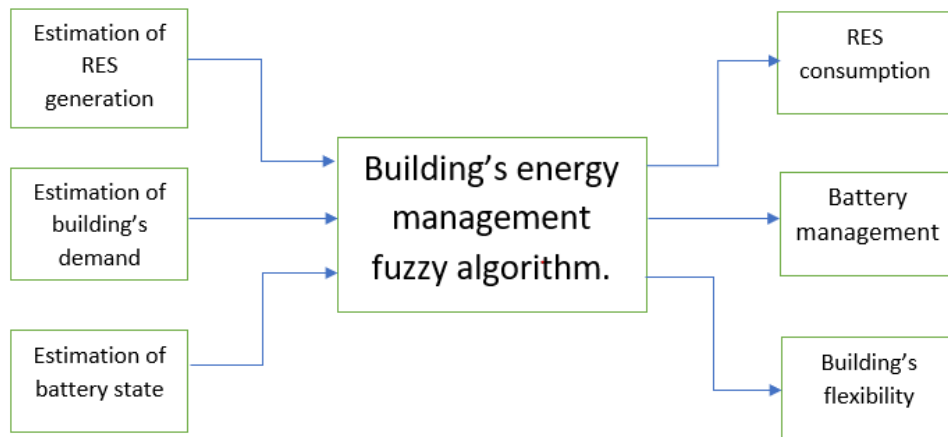 Estimation of
RES
generation
Estimation of
building's
demand
Estimation of
battery state
Building’s energy
management
fuzzy algorithm.
RES
consumption
Battery
management
Building's
flexibility